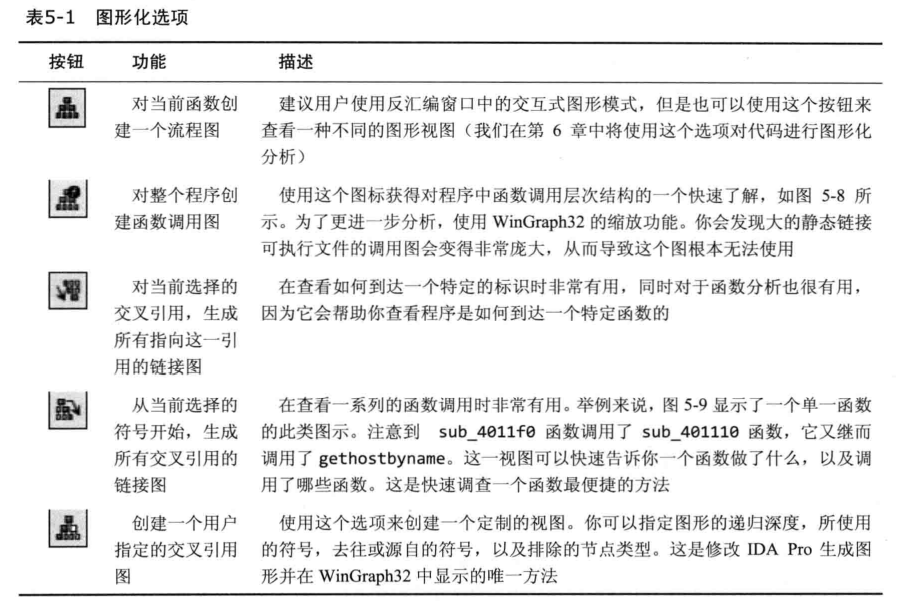 表5-1 图形化选项
按钮 功能 描述
对当前函数创 建议用户使用反汇编窗口中的交互式图形模式，但是也可以使用这个按钮来
建一个流程图 查看一种不同的图形视图（我们在第 6 章中将使用这个选项对代码进行图形化
分析）
对整个程序创 使用这个图标获得对程序中函数调用层次结构的一个快速了解，如图 5-8 所
建函数调用图 示。为了更进一步分析，使用 WinGraph32 的缩放功能。你会发现大的静态链接
可执行文件的调用图会变得非常庞大，从而导致这个图根本无法使用
对当前选择的 在查看如何到达一个特定的标识时非常有用，同时对于函数分析也很有用，
交叉引用，生成 因为它会帮助你查看程序是如何到达一个特定函数的
所有指向这一引
用的链接图
从当前选择的 在查看一系列的函数调用时非常有用。举例来说，图 5-9 显示了一个单一函数
符号开始，生成 的此类图示。注意到 sub_4011f0 函数调用了 sub_401110 函数，它又继而
所有交叉引用的 调用了 gethostbyname。这一视图可以快速告诉你一个函数做了什么，以及调
链接图 用了哪些函数。这是快速调查一个函数最便捷的方法
创建一个用户 使用这个选项来创建一个定制的视图。你可以指定图形的递归深度，所使用
指定的交叉引用 的符号，去往或源自的符号，以及排除的节点类型。这是修改 IDA Pro 生成图
图 形并在 WinGraph32 中显示的唯一方法